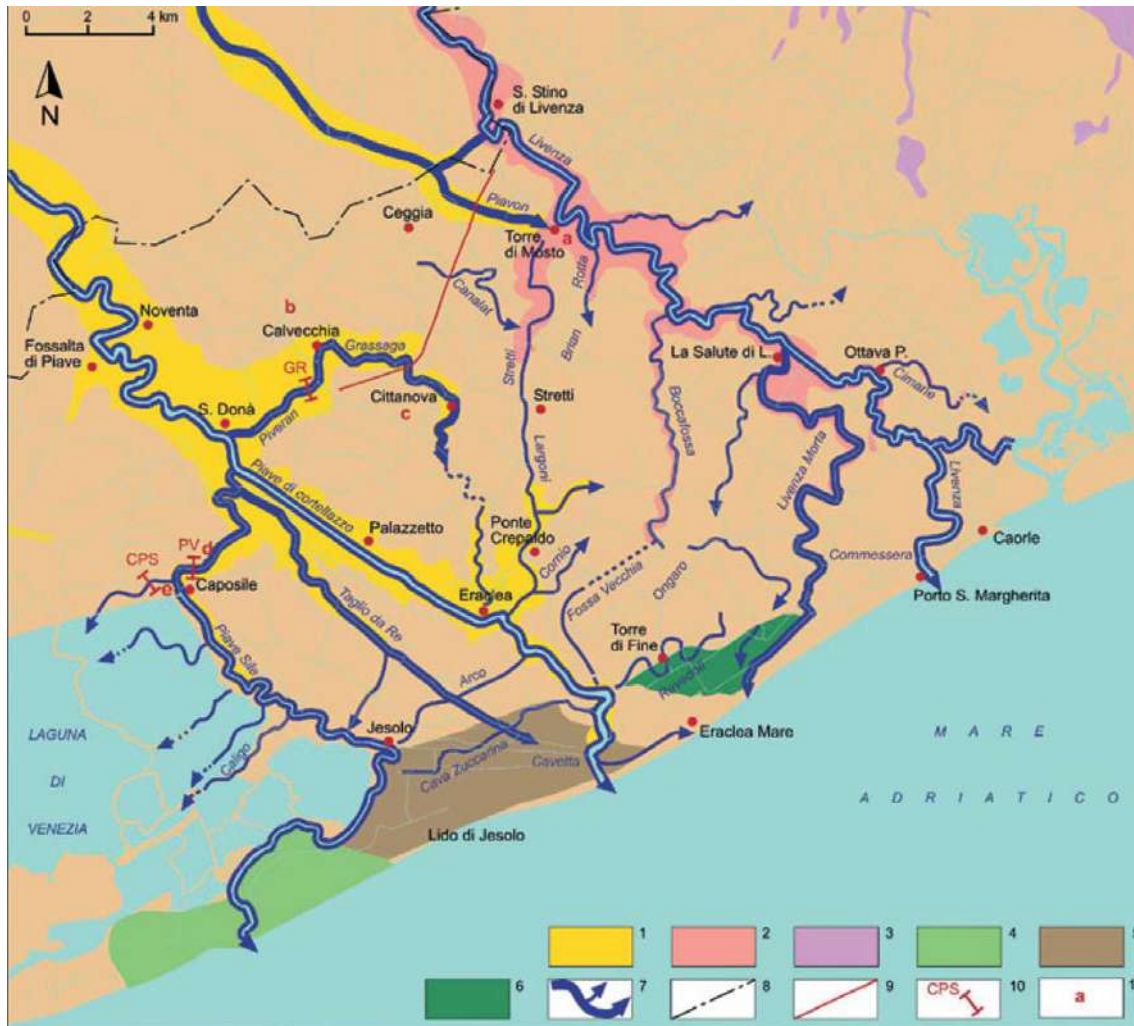 0 2 4 km
N
S. Stino
di Livenza
Livenza
Piavon
Ceggia
Torre
di Mosto
a
Rotta
Canalat
Noventa
b
Calvecchia
Grassaga
Stretti
Brian
Fossalta
di Piave
La Salute di L.
Ottava P.
GR
Cimane
Cittanova
c
Stretti
S. Donà
Piveran
Boccafossa
Largoni
Livenza Morta
Livenza
Piave di cortellazzo
Palazzetto
Ponte
Crepaldo
Caorle
PV
d
CPS
Commessera
Cornio
Ongaro
e
Caposile
Porto S. Margherita
Fossa Vecchia
Eraclea
Taglio da Re
Torre
di Fine
Piave Sile
Arco
Revedoli
Eraclea Mare
LAGUNA
DI
VENEZIA
Jesolo
MARE
Caligo
Cava Zuccarina
Cavetta
ADRIATICO
Lido di Jesolo
1 2 3 4
6 7 8 9 CPS 10 a